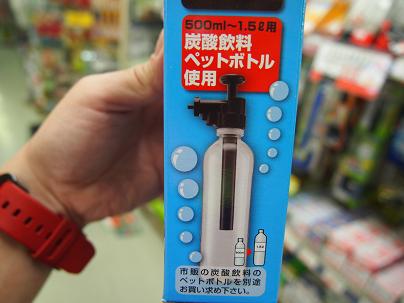 500ml〜1.5ℓ用
炭酸飲料
ペットボトル
使用
市販の炭酸飲料の
ペットボトルを別途
お買い求め下さい。